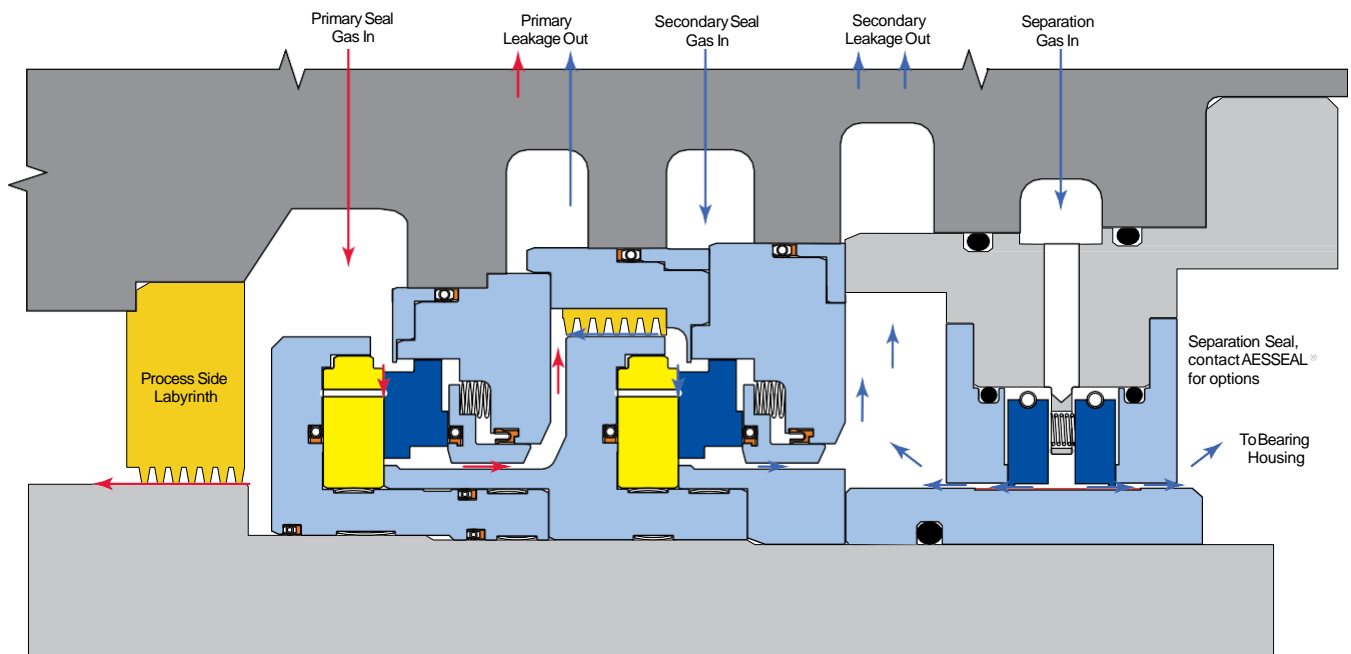 Primary Seal
Gas In
Primary
Leakage Out
Secondary Seal
Gas In
Secondary
Leakage Out
Separation
Gas In
Process Side
Labyrinth
Separation Seal,
contact AESSEAL ®
for options
To Bearing
Housing